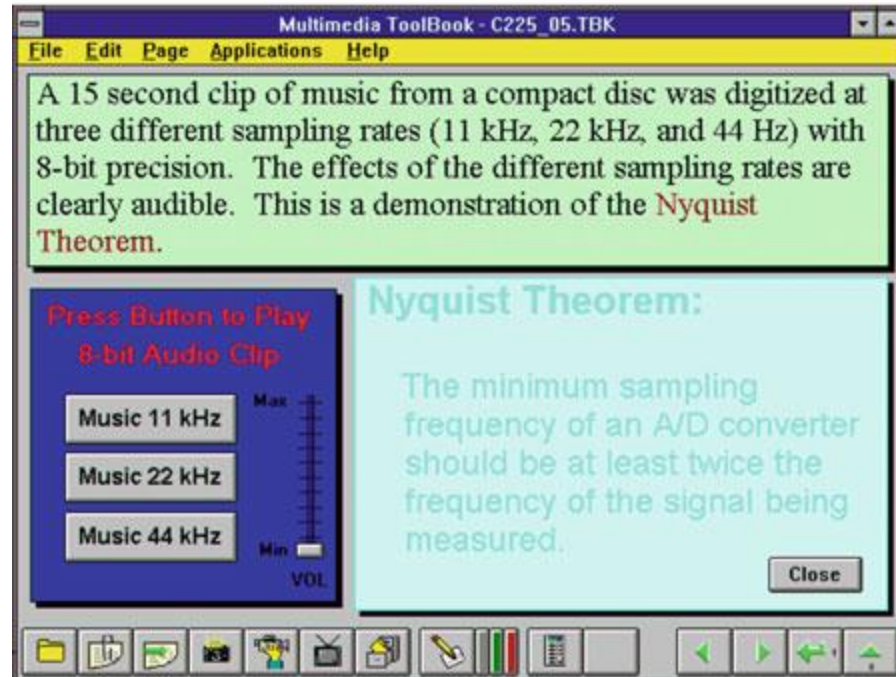 Multimedia ToolBook - C225_05.TBK
File Edit Page Applications Help
A 15 second clip of music from a compact disc was digitized at
three different sampling rates (11 kHz, 22 kHz, and 44 Hz) with
8-bit precision. The effects of the different sampling rates are
clearly audible. This is a demonstration of the Nyquist
Theorem.
Press Button to Play
8-bit Audio Clip
Max
Music 11 kHz
Music 22 kHz
Music 44 kHz
Min
VOL
Nyquist Theorem:
The minimum sampling
frequency of an A/D converter
should be at least twice the
frequency of the signal being
measured.
Close